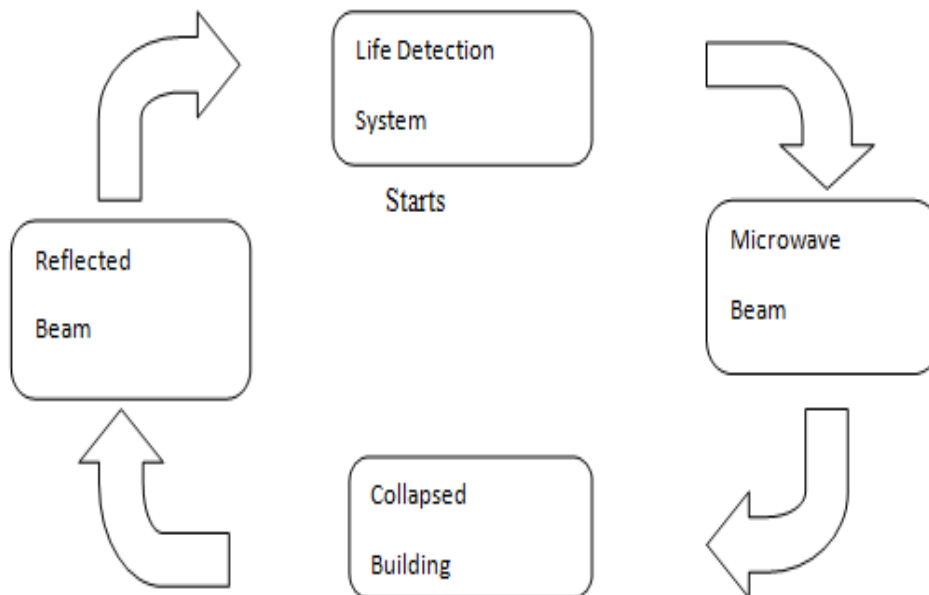 Life Detection
System
Starts
Reflected
Beam
Microwave
Beam
Collapsed
Building